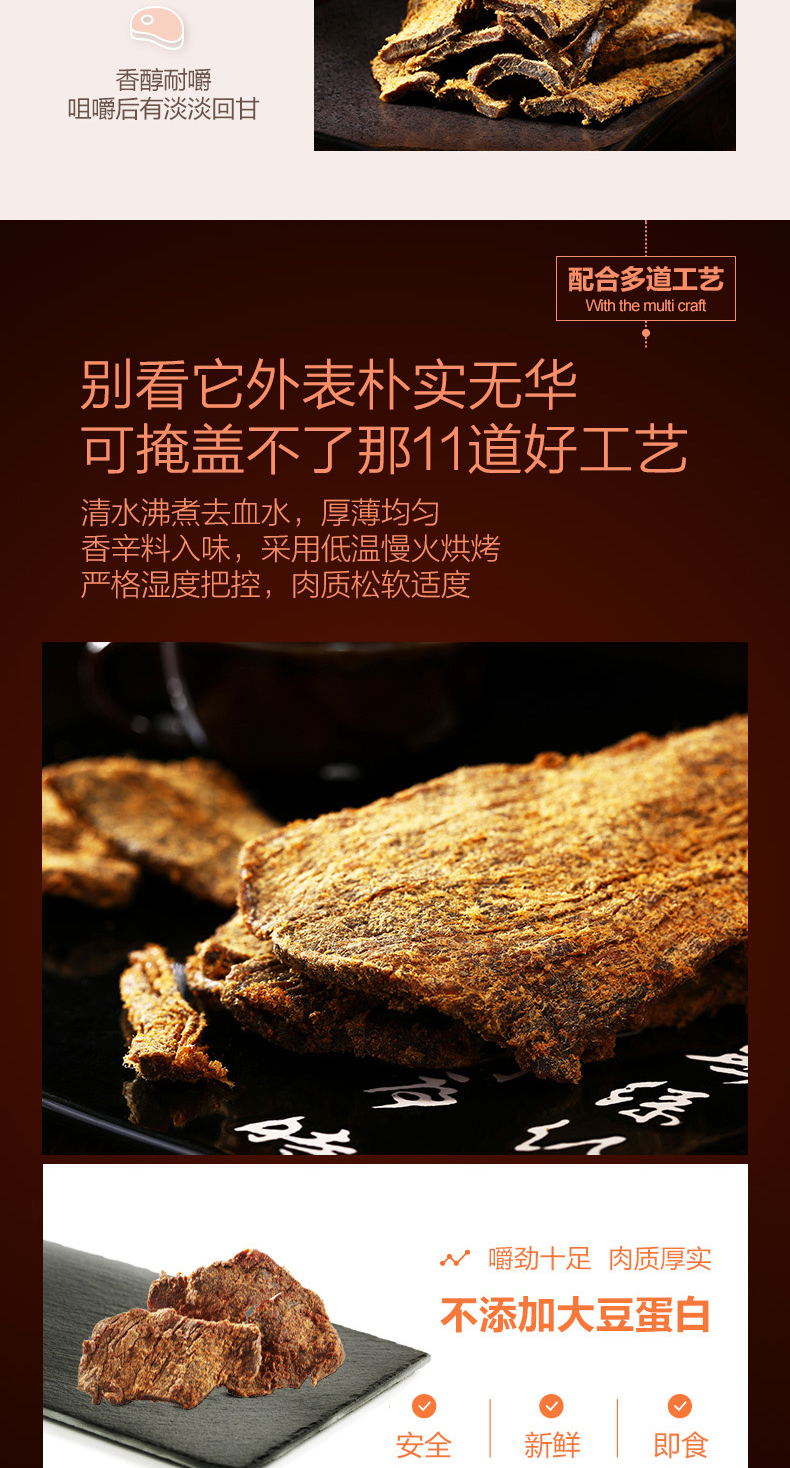 香醇耐嚼
咀嚼后有淡淡回甘
配合多道工艺
With the multi craft
别看它外表朴实无华
可掩盖不了那11道好工艺
清水沸煮去血水，厚薄均匀
香辛料入味，采用低温慢火烘烤
严格湿度把控，肉质松软适度
嚼劲十足 肉质厚实
不添加大豆蛋白
安全
新鲜
即食